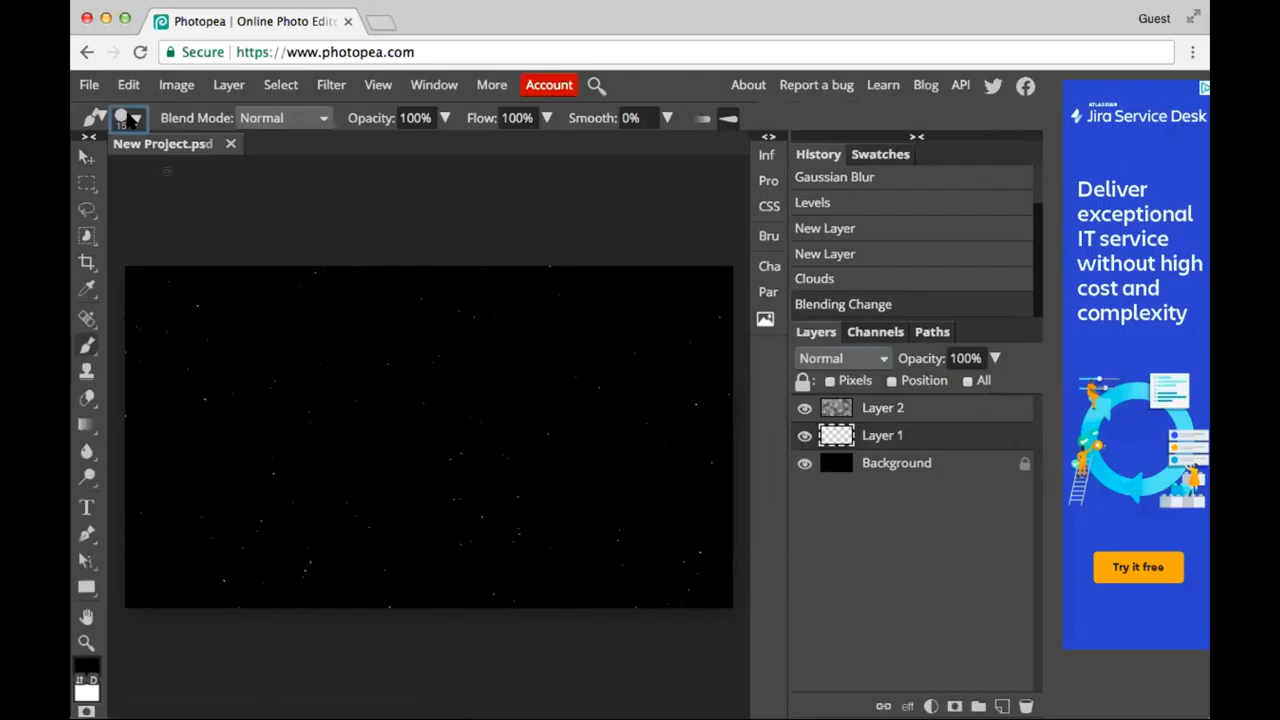 Photopea | Online Photo Edito
Guest
Secure https://www.photopea.com
File Edit Image Layer Select Filter View Window More Account About Report a bug Learn Blog API
Blend Mode: Normal Opacity: 100% Flow: 100% Smooth: 0%
New Project.psd
Inf
Pro
CSS
Bru
Cha
Par
History Swatches
Gaussian Blur
Levels
New Layer
New Layer
Clouds
Blending Change
Layers Channels Paths
Normal Opacity: 100%
Pixels Position All
Layer 2
Layer 1
Background
eff
T
D
ATLASSIAN
Jira Service Desk
Deliver
exceptional
IT service
without high
cost and
complexity
Try it free